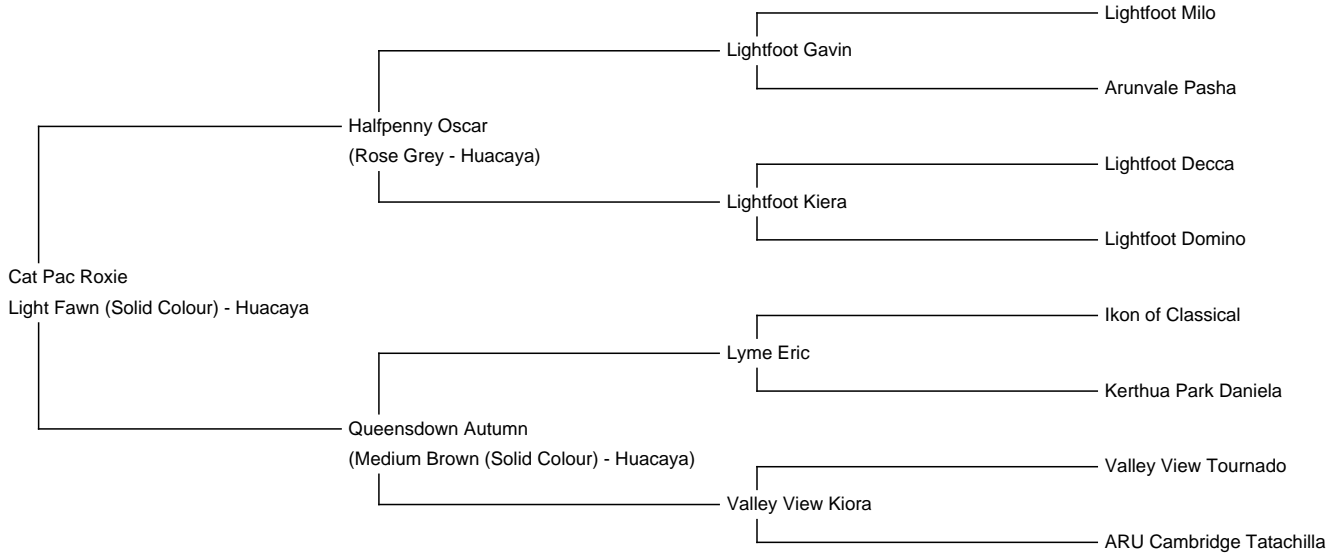 Lightfoot Milo
Lightfoot Gavin
Arunvale Pasha
Halfpenny Oscar
(Rose Grey - Huacaya)
Lightfoot Decca
Lightfoot Kiera
Lightfoot Domino
Cat Pac Roxie
Light Fawn (Solid Colour) - Huacaya
Ikon of Classical
Lyme Eric
Kerthua Park Daniela
Queensdown Autumn
(Medium Brown (Solid Colour) - Huacaya)
Valley View Tournado
Valley View Kiora
ARU Cambridge Tatachilla